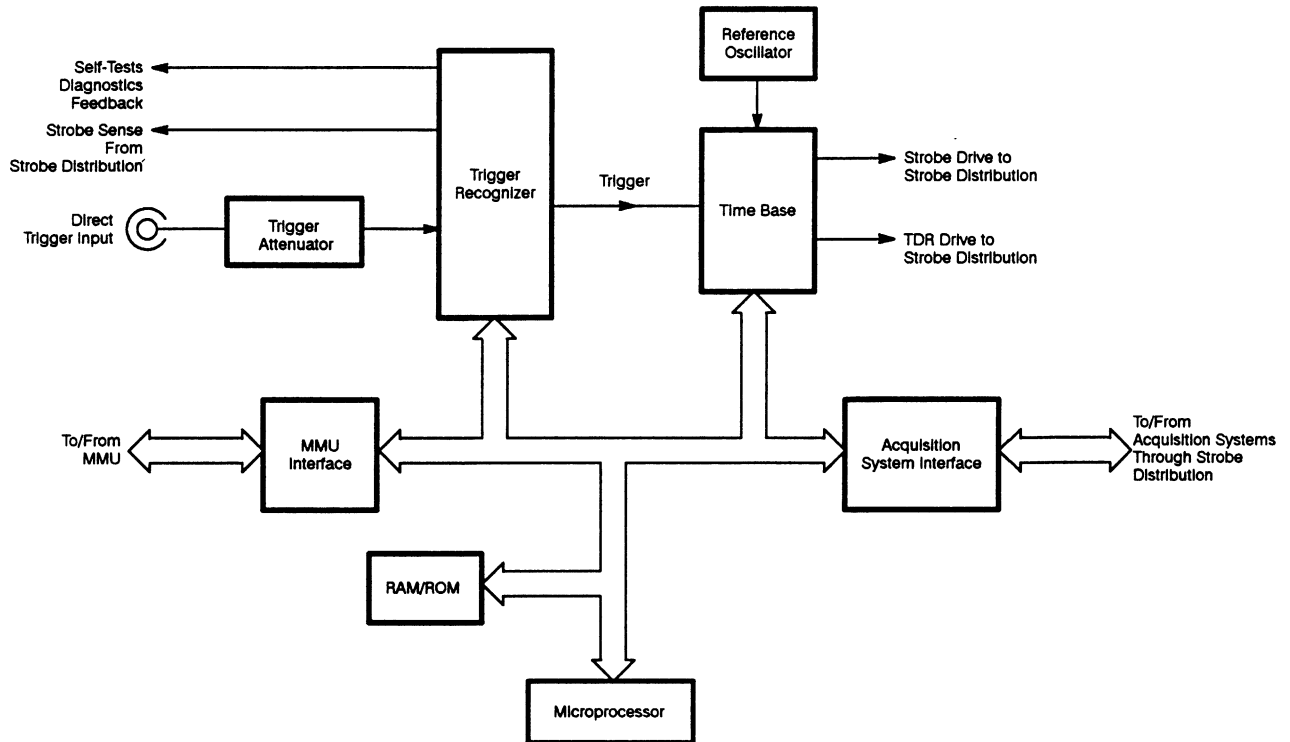 Reference
Oscillator
Self-Tests
Diagnostics
Feedback
Strobe Sense
From
Strobe Distribution
Direct
Trigger Input
Trigger
Attenuator
Trigger
Recognizer
Trigger
Time Base
Strobe Drive to
Strobe Distribution
TDR Drive to
Strobe Distribution
To/From
MMU
MMU
Interface
Acquisition
System Interface
To/From
Acquisition Systems
Through Strobe
Distribution
RAM/ROM
Microprocessor